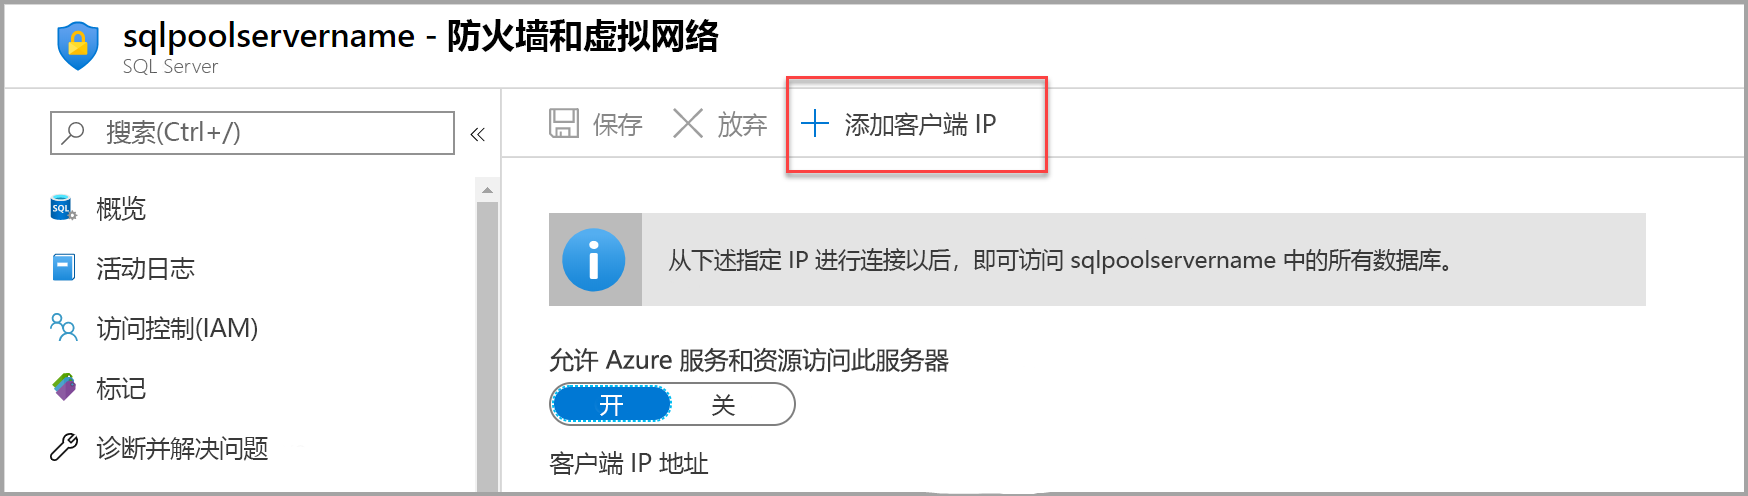 sqlpoolservername - 防火墙和虚拟网络
SQL Server
搜索(Ctrl+/)
«
保存
放弃
添加客户端 IP
SQL
概览
活动日志
访问控制(IAM)
标记
诊断并解决问题
从下述指定 IP 进行连接以后，即可访问 sqlpoolservername 中的所有数据库。
允许 Azure 服务和资源访问此服务器
开
关
客户端 IP 地址